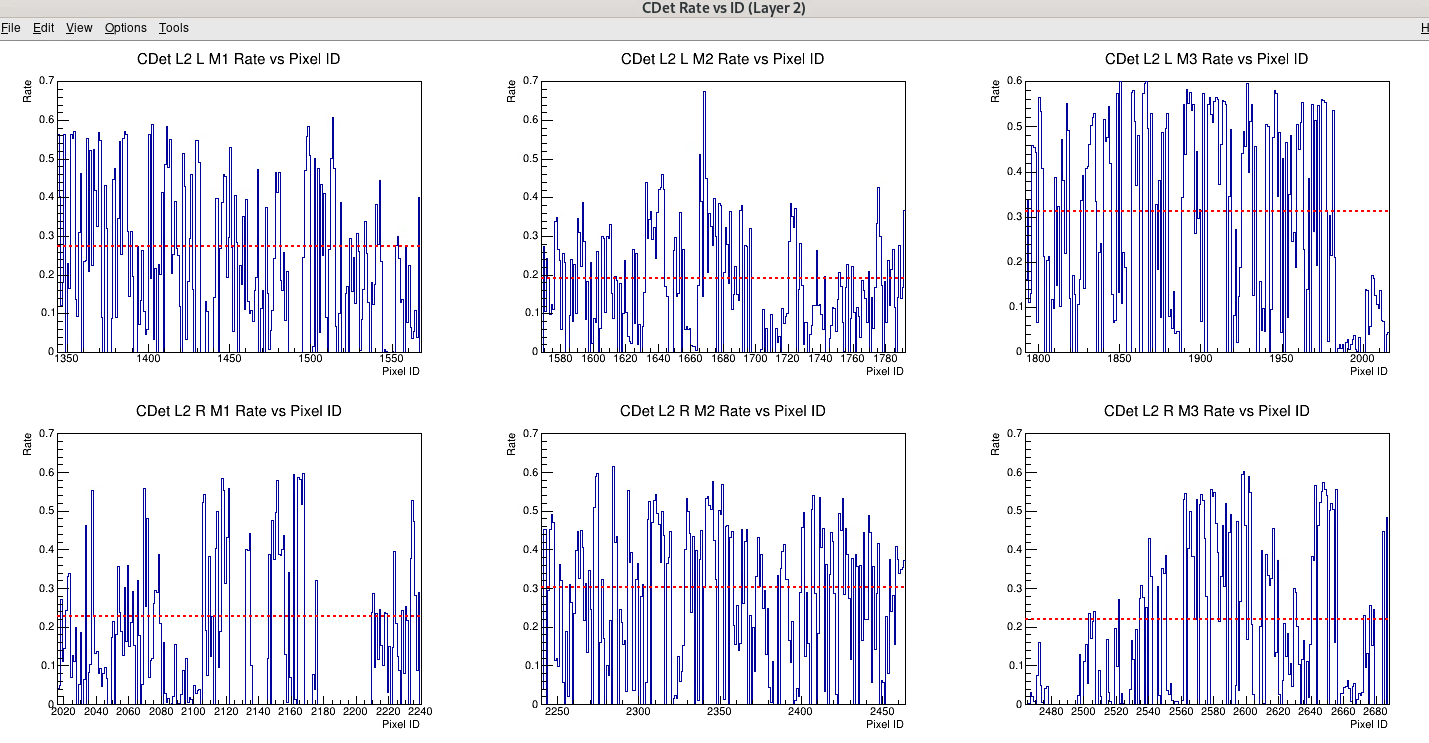 CDet Rate vs ID (Layer 2)
File Edit View Options Tools H
CDet L2 L M1 Rate vs Pixel ID
Rate
0.7
0.6
0.5
0.4
0.3
0.2
0.1
0
1350 1400 1450 1500 1550
Pixel ID
CDet L2 L M2 Rate vs Pixel ID
Rate
0.7
0.6
0.5
0.4
0.3
0.2
0.1
0
1580 1600 1620 1640 1660 1680 1700 1720 1740 1760 1780
Pixel ID
CDet L2 L M3 Rate vs Pixel ID
Rate
0.6
0.5
0.4
0.3
0.2
0.1
0
1800 1850 1900 1950 2000
Pixel ID
CDet L2 R M1 Rate vs Pixel ID
Rate
0.7
0.6
0.5
0.4
0.3
0.2
0.1
0
2020 2040 2060 2080 2100 2120 2140 2160 2180 2200 2220 2240
Pixel ID
CDet L2 R M2 Rate vs Pixel ID
Rate
0.7
0.6
0.5
0.4
0.3
0.2
0.1
0
2250 2300 2350 2400 2450
Pixel ID
CDet L2 R M3 Rate vs Pixel ID
Rate
0.7
0.6
0.5
0.4
0.3
0.2
0.1
0
2480 2500 2520 2540 2560 2580 2600 2620 2640 2660 2680
Pixel ID